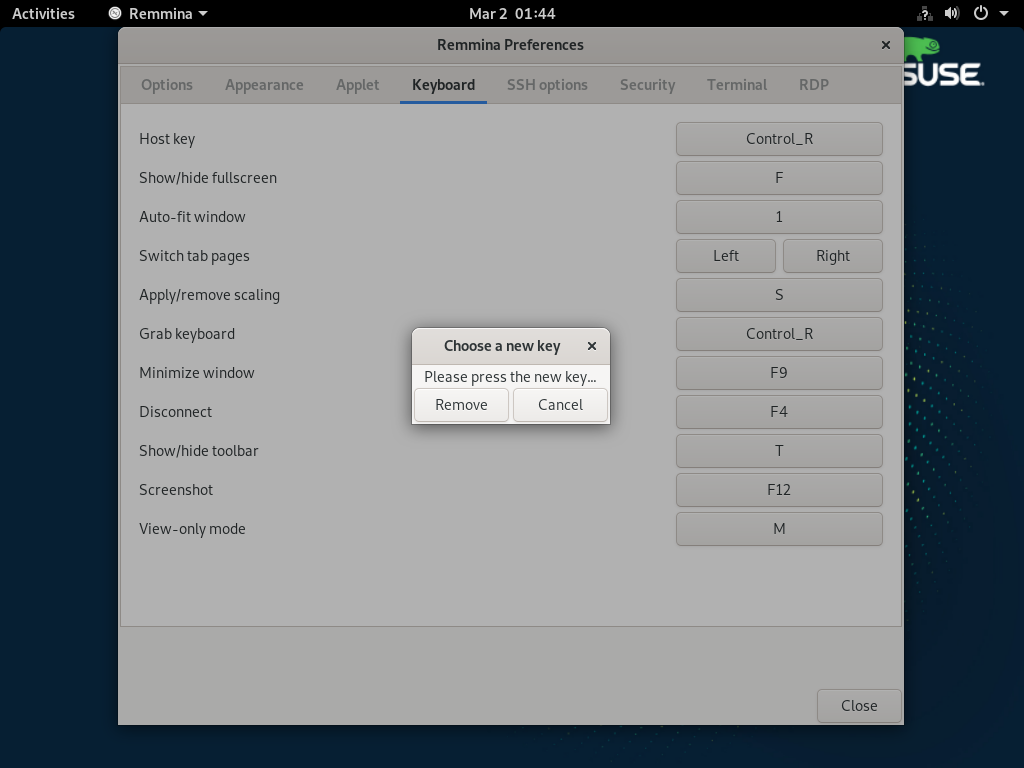 Activities Remmina Mar 2 01:44
Remmina Preferences
SUSE
Options Appearance Applet Keyboard SSH options Security Terminal RDP
Host key Control_R
Show/hide fullscreen F
Auto-fit window 1
Switch tab pages Left Right
Apply/remove scaling S
Grab keyboard Control_R
Choose a new key
Minimize window F9
Please press the new key...
Remove Cancel
Disconnect F4
Show/hide toolbar T
Screenshot F12
View-only mode M
Close